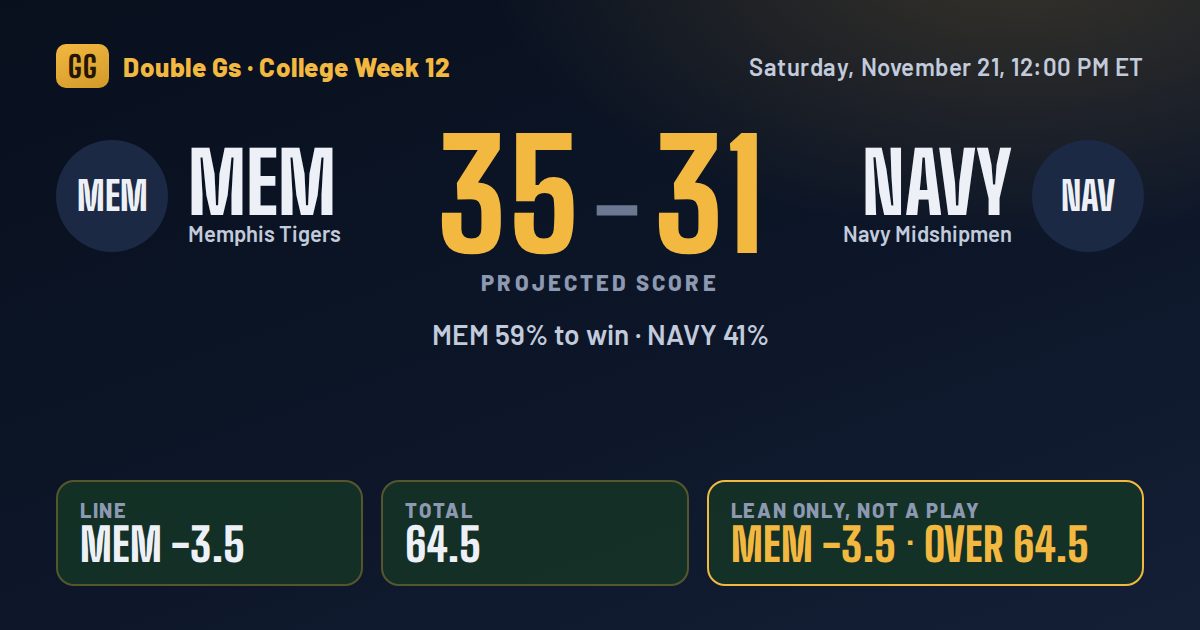 GG Double Gs · College Week 12
Saturday, November 21, 12:00 PM ET
MEM
MEM
Memphis Tigers
35 – 31
NAVY
Navy Midshipmen
NAV
PROJECTED SCORE
MEM 59% to win · NAVY 41%
LINE
MEM −3.5
TOTAL
64.5
LEAN ONLY, NOT A PLAY
MEM −3.5 · OVER 64.5